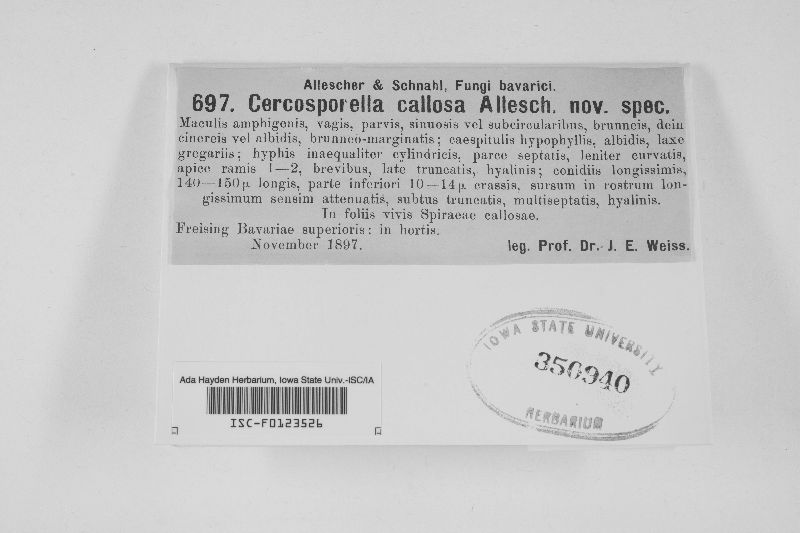 Allescher & Schnahl, Fungi bavarici.
697. Cercosporella callosa Allesch. nov. spec.
Maculis amphigenis, vagis, parvis, sinuosis vel subcircularibus, brunneis, dein
cinereis vel albidis, brunneo-marginatis; caespitulis hypophyllis, albidis, laxe
gregariis; hyphis inaequaliter cylindricis, parce septatis, leniter curvatis,
apice ramis 1—2, brevibus, late truncatis, hyalinis; conidiis longissimis,
140—150 µ longis, parte inferiori 10—14 µ crassis, sursum in rostrum lon-
gissimum sensim attenuatis, subtus truncatis, multiseptatis, hyalinis.
In foliis vivis Spiraeae callosae.
Freising Bavariae superioris: in hortis.
November 1897. leg. Prof. Dr. J. E. Weiss.
IOWA STATE UNIVERSITY
350940
HERBARIUM
Ada Hayden Herbarium, Iowa State Univ.-ISC/IA
ISC-F0123526